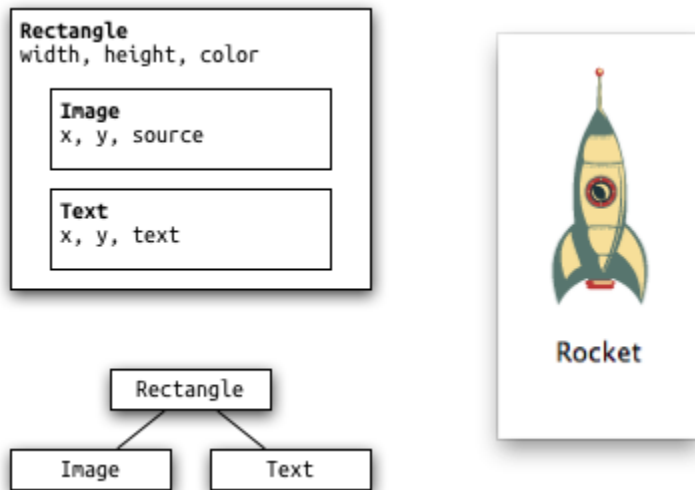 Rectangle
width, height, color
Image
x, y, source
Text
x, y, text
Rocket
Rectangle
Image
Text